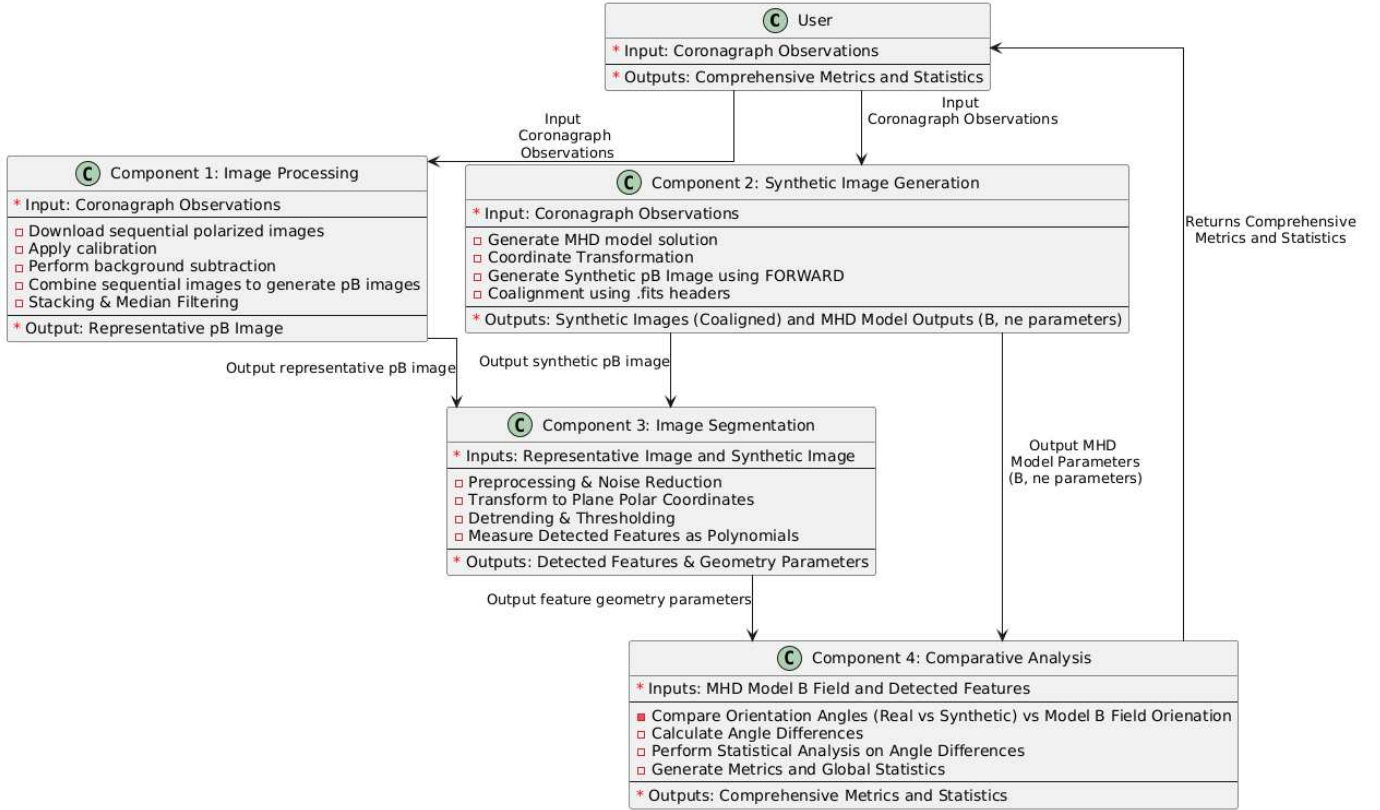 C User
* Input: Coronagraph Observations
* Outputs: Comprehensive Metrics and Statistics
Input
Coronagraph
Observations
Input
Coronagraph Observations
C Component 1: Image Processing
* Input: Coronagraph Observations
Download sequential polarized images
Apply calibration
Perform background subtraction
Combine sequential images to generate pB images
Stacking & Median Filtering
* Output: Representative pB Image
C Component 2: Synthetic Image Generation
* Input: Coronagraph Observations
Generate MHD model solution
Coordinate Transformation
Generate Synthetic pB Image using FORWARD
Coalignment using .fits headers
* Outputs: Synthetic Images (Coaligned) and MHD Model Outputs (B, ne parameters)
Returns Comprehensive
Metrics and Statistics
Output representative pB image
Output synthetic pB image
C Component 3: Image Segmentation
* Inputs: Representative Image and Synthetic Image
Preprocessing & Noise Reduction
Transform to Plane Polar Coordinates
Detrending & Thresholding
Measure Detected Features as Polynomials
* Outputs: Detected Features & Geometry Parameters
Output MHD
Model Parameters
(B, ne parameters)
Output feature geometry parameters
C Component 4: Comparative Analysis
* Inputs: MHD Model B Field and Detected Features
Compare Orientation Angles (Real vs Synthetic) vs Model B Field Orienation
Calculate Angle Differences
Perform Statistical Analysis on Angle Differences
Generate Metrics and Global Statistics
* Outputs: Comprehensive Metrics and Statistics